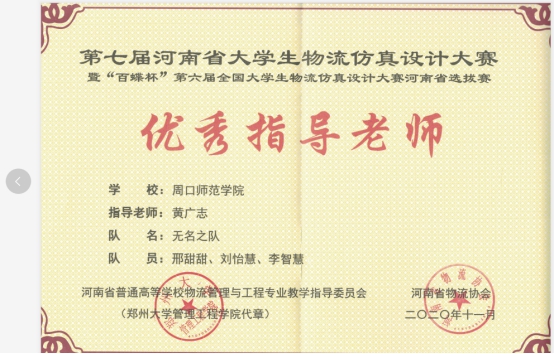 第七届河南省大学生物流仿真设计大赛
暨“百蝶杯”第六届全国大学生物流仿真设计大赛河南省选拔赛
优秀指导老师
学 校：周口师范学院
指导老师：黄广志
队 名：无名之队
队 员：邢甜甜、刘怡慧、李智慧
河南省普通高等学校物流管理与工程专业教学指导委员会 河南省物流协会
（郑州大学管理工程学院代章） 二〇二〇年十一月